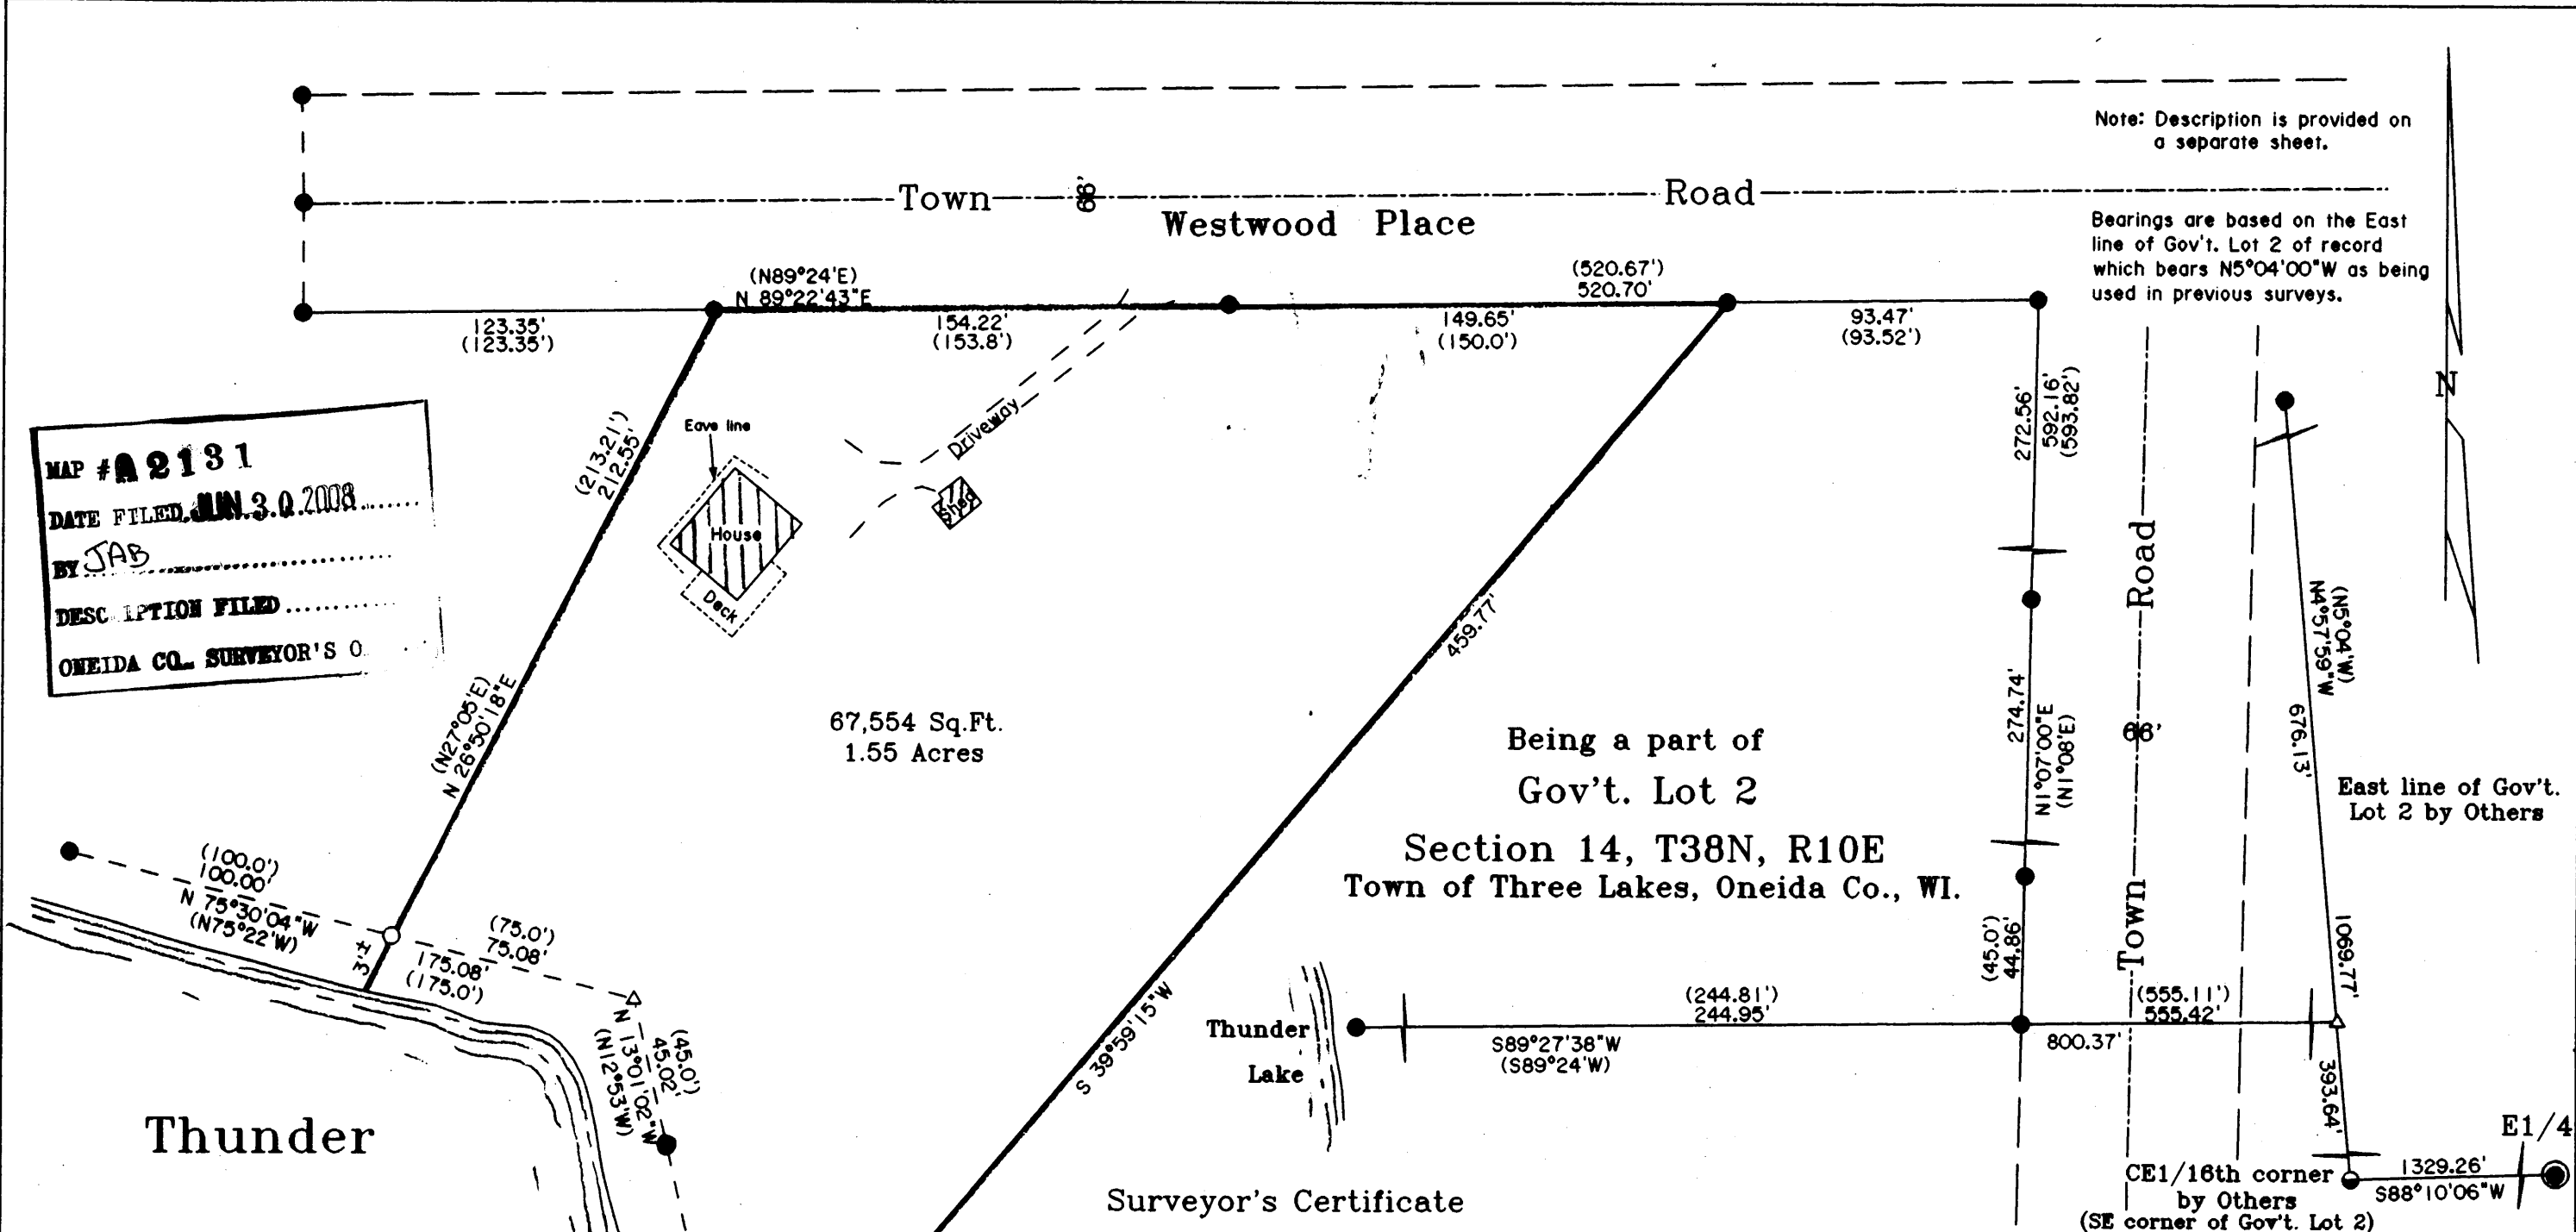 Note: Description is provided on
a separate sheet.
Town
66'
Road
Westwood Place
Bearings are based on the East
line of Gov't. Lot 2 of record
which bears N5°04'00"W as being
used in previous surveys.
(N89°24'E)
N 89°22'43"E
(520.67')
520.70'
123.35'
(123.35')
154.22'
(153.8')
149.65'
(150.0')
93.47'
(93.52')
N
MAP # A2131
DATE FILED JUN 30 2008
BY JAB
DESC IPTION FILED
ONEIDA CO. SURVEYOR'S O
(213.21')
212.55'
Eave line
House
Deck
Driveway
Shed
272.56'
592.16'
(593.82')
459.77'
(N27°05'E)
N 26°50'18"E
67,554 Sq.Ft.
1.55 Acres
Being a part of
Gov't. Lot 2
Section 14, T38N, R10E
Town of Three Lakes, Oneida Co., WI.
274.74'
N1°07'00"E
(N1°08'E)
Road
66'
Town
(N5°04'W)
N4°57'59"W
676.13'
East line of Gov't.
Lot 2 by Others
1069.77'
(100.0')
100.00'
N 75°30'04"W
(N75°22'W)
3'±
(75.0')
75.08'
175.08'
(175.0')
(45.0')
45.02'
N 13°01'02"W
(N12°53'W)
S 39°59'15"W
Thunder
Lake
(244.81')
244.95'
S89°27'38"W
(S89°24'W)
(45.0')
44.86'
(555.11')
555.42'
800.37'
393.64'
Thunder
Surveyor's Certificate
E1/4
CE1/16th corner
by Others
(SE corner of Gov't. Lot 2)
1329.26'
S88°10'06"W